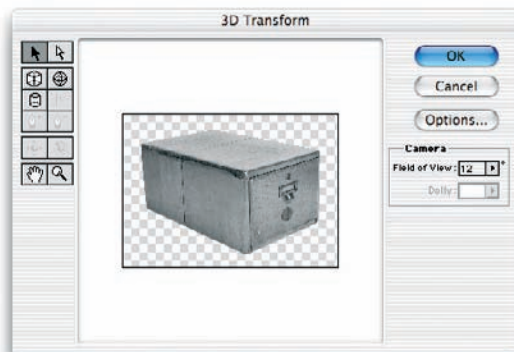 3D Transform
OK
Cancel
Options...
Camera
Field of View: 12 °
Dolly: